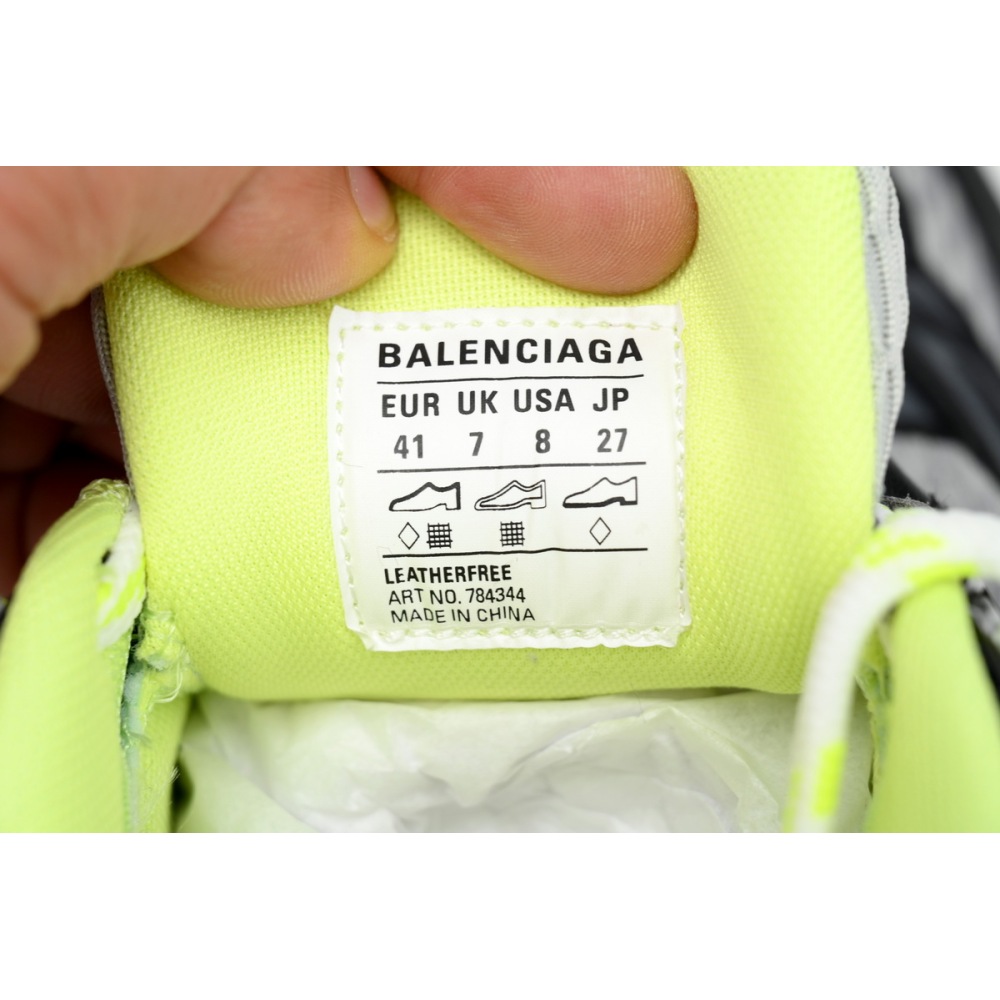 BALENCIAGA
EUR UK USA JP
41 7 8 27
LEATHERFREE
ART NO. 784344
MADE IN CHINA